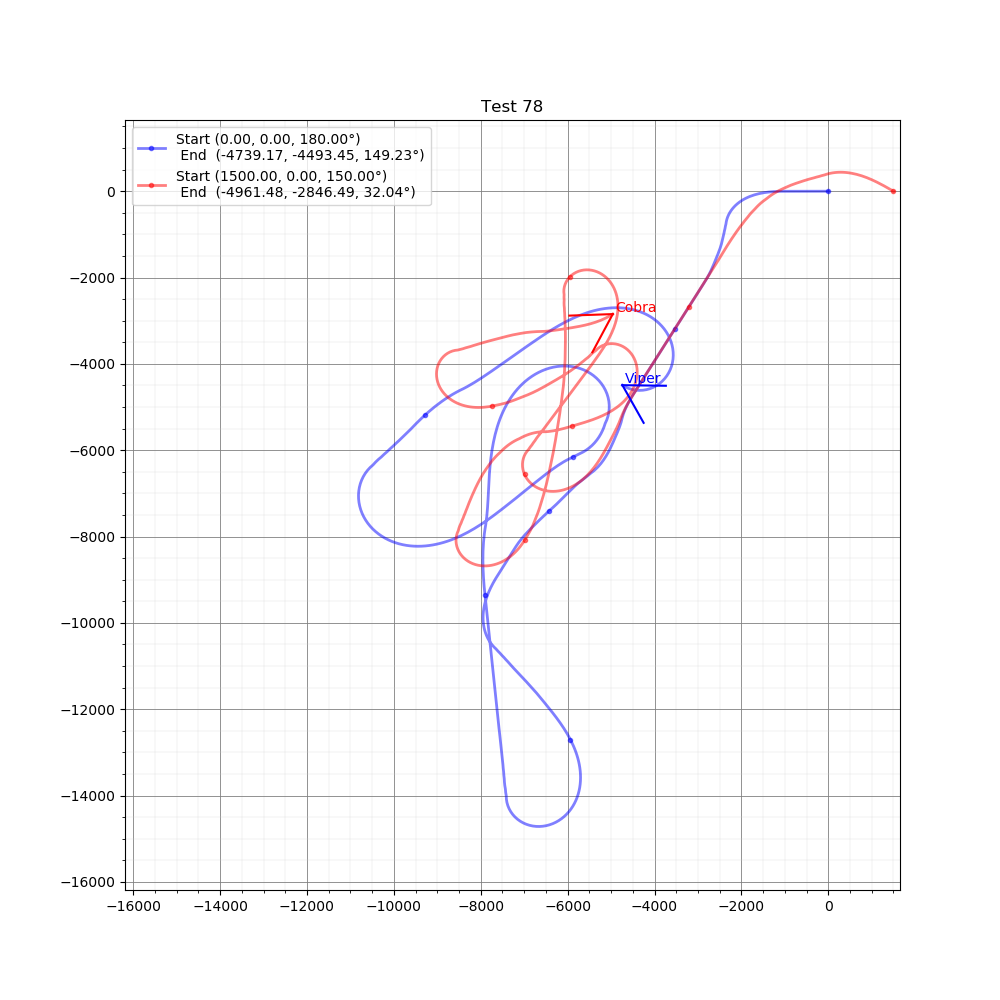 Test 78
Start (0.00, 0.00, 180.00°)
End (-4739.17, -4493.45, 149.23°)
Start (1500.00, 0.00, 150.00°)
End (-4961.48, -2846.49, 32.04°)
0
−2000
−4000
−6000
−8000
−10000
−12000
−14000
−16000
Cobra
Viper
−16000 −14000 −12000 −10000 −8000 −6000 −4000 −2000 0